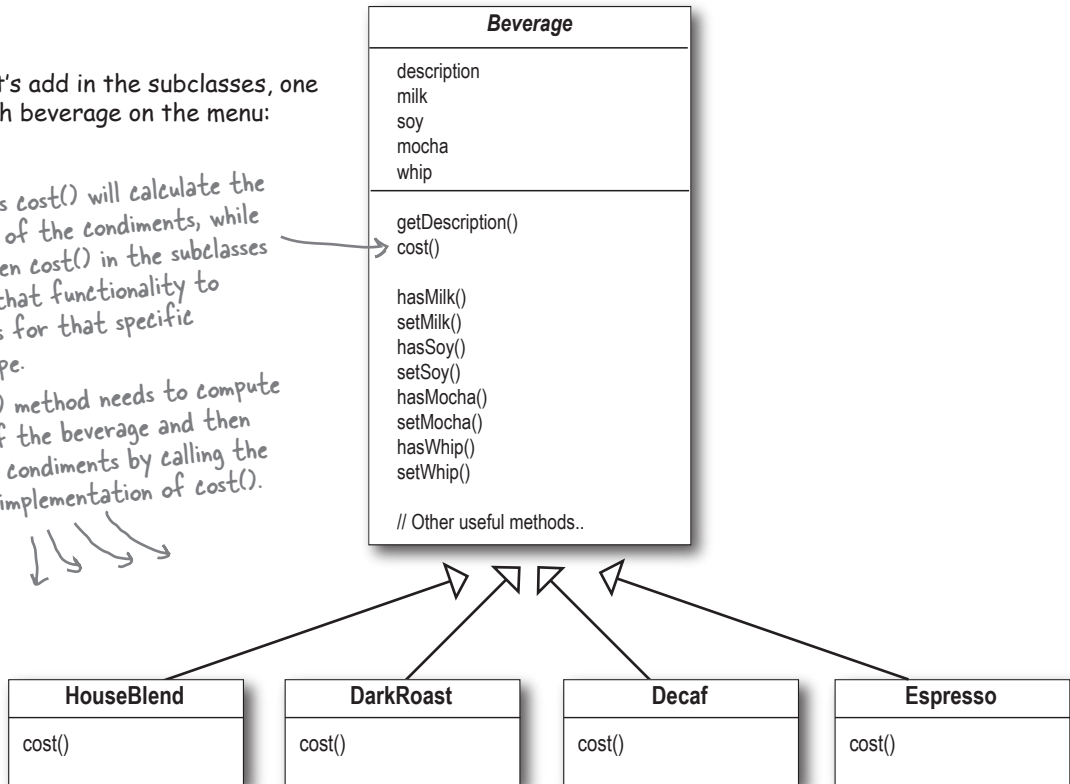 Beverage
description
milk
soy
mocha
whip
getDescription()
cost()
hasMilk()
setMilk()
hasSoy()
setSoy()
hasMocha()
setMocha()
hasWhip()
setWhip()
// Other useful methods..
t's add in the subclasses, one
h beverage on the menu:
s cost() will calculate the
of the condiments, while
en cost() in the subclasses
that functionality to
s for that specific
pe.
) method needs to compute
f the beverage and then
condiments by calling the
implementation of cost().
HouseBlend
cost()
DarkRoast
cost()
Decaf
cost()
Espresso
cost()